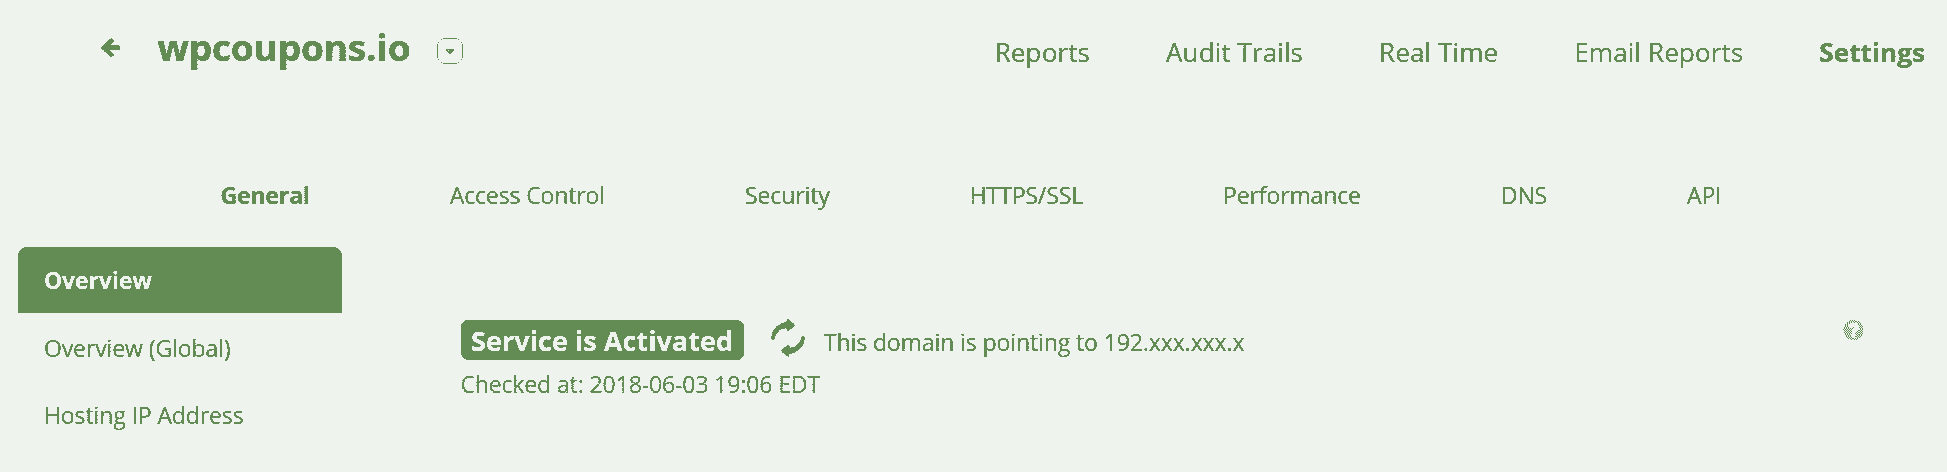 wpcoupons.io
Reports Audit Trails Real Time Email Reports Settings
General Access Control Security HTTPS/SSL Performance DNS API
Overview
Overview (Global)
Hosting IP Address
Service is Activated This domain is pointing to 192.xxx.xxx.x
Checked at: 2018-06-03 19:06 EDT